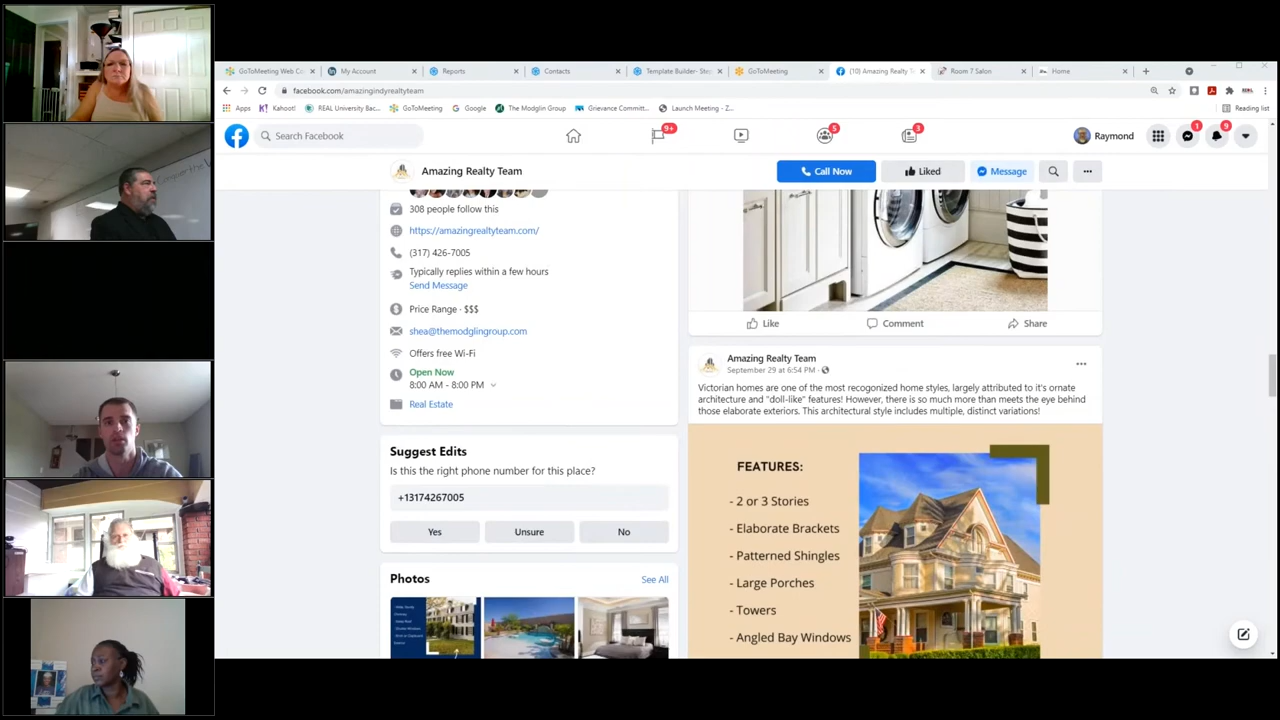 GoToMeeting Web Co
My Account
Reports
Contacts
Template Builder- Ste
GoToMeeting
(10) Amazing Realty T
Room 7 Salon
Home
facebook.com/amazingindyrealtyteam
Apps
Kahoot!
REAL University Bac...
GoToMeeting
Google
The Modglin Group
Grievance Committ...
Launch Meeting - Z...
Reading list
Search Facebook
9+
5
3
Raymond
1
9
Amazing Realty Team
Call Now
Liked
Message
308 people follow this
https://amazingrealtyteam.com/
(317) 426-7005
Typically replies within a few hours
Send Message
Price Range · $$$
shea@themodglingroup.com
Offers free Wi-Fi
Open Now
8:00 AM - 8:00 PM
Real Estate
Suggest Edits
Is this the right phone number for this place?
+13174267005
Yes
Unsure
No
Photos
See All
Like
Comment
Share
Amazing Realty Team
September 29 at 6:54 PM ·
Victorian homes are one of the most recogonized home styles, largely attributed to it's ornate
architecture and "doll-like" features! However, there is so much more than meets the eye behind
those elaborate exteriors. This architectural style includes multiple, distinct variations!
FEATURES:
- 2 or 3 Stories
- Elaborate Brackets
- Patterned Shingles
- Large Porches
- Towers
- Angled Bay Windows